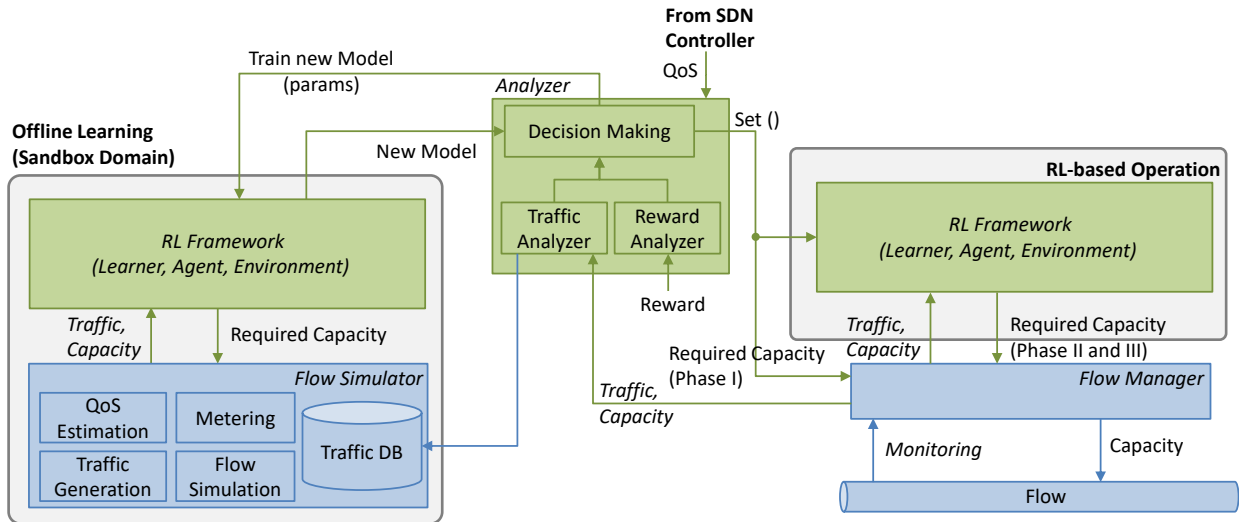 From SDN
Controller
QoS
Train new Model
(params)
Analyzer
Decision Making
Set ()
Offline Learning
(Sandbox Domain)
New Model
RL-based Operation
Traffic
Analyzer
Reward
Analyzer
RL Framework
(Learner, Agent, Environment)
RL Framework
(Learner, Agent, Environment)
Reward
Traffic,
Capacity
Required Capacity
Required Capacity
(Phase I)
Traffic,
Capacity
Required Capacity
(Phase II and III)
Flow Simulator
QoS
Estimation
Metering
Traffic DB
Traffic
Generation
Flow
Simulation
Traffic,
Capacity
Flow Manager
Monitoring
Capacity
Flow